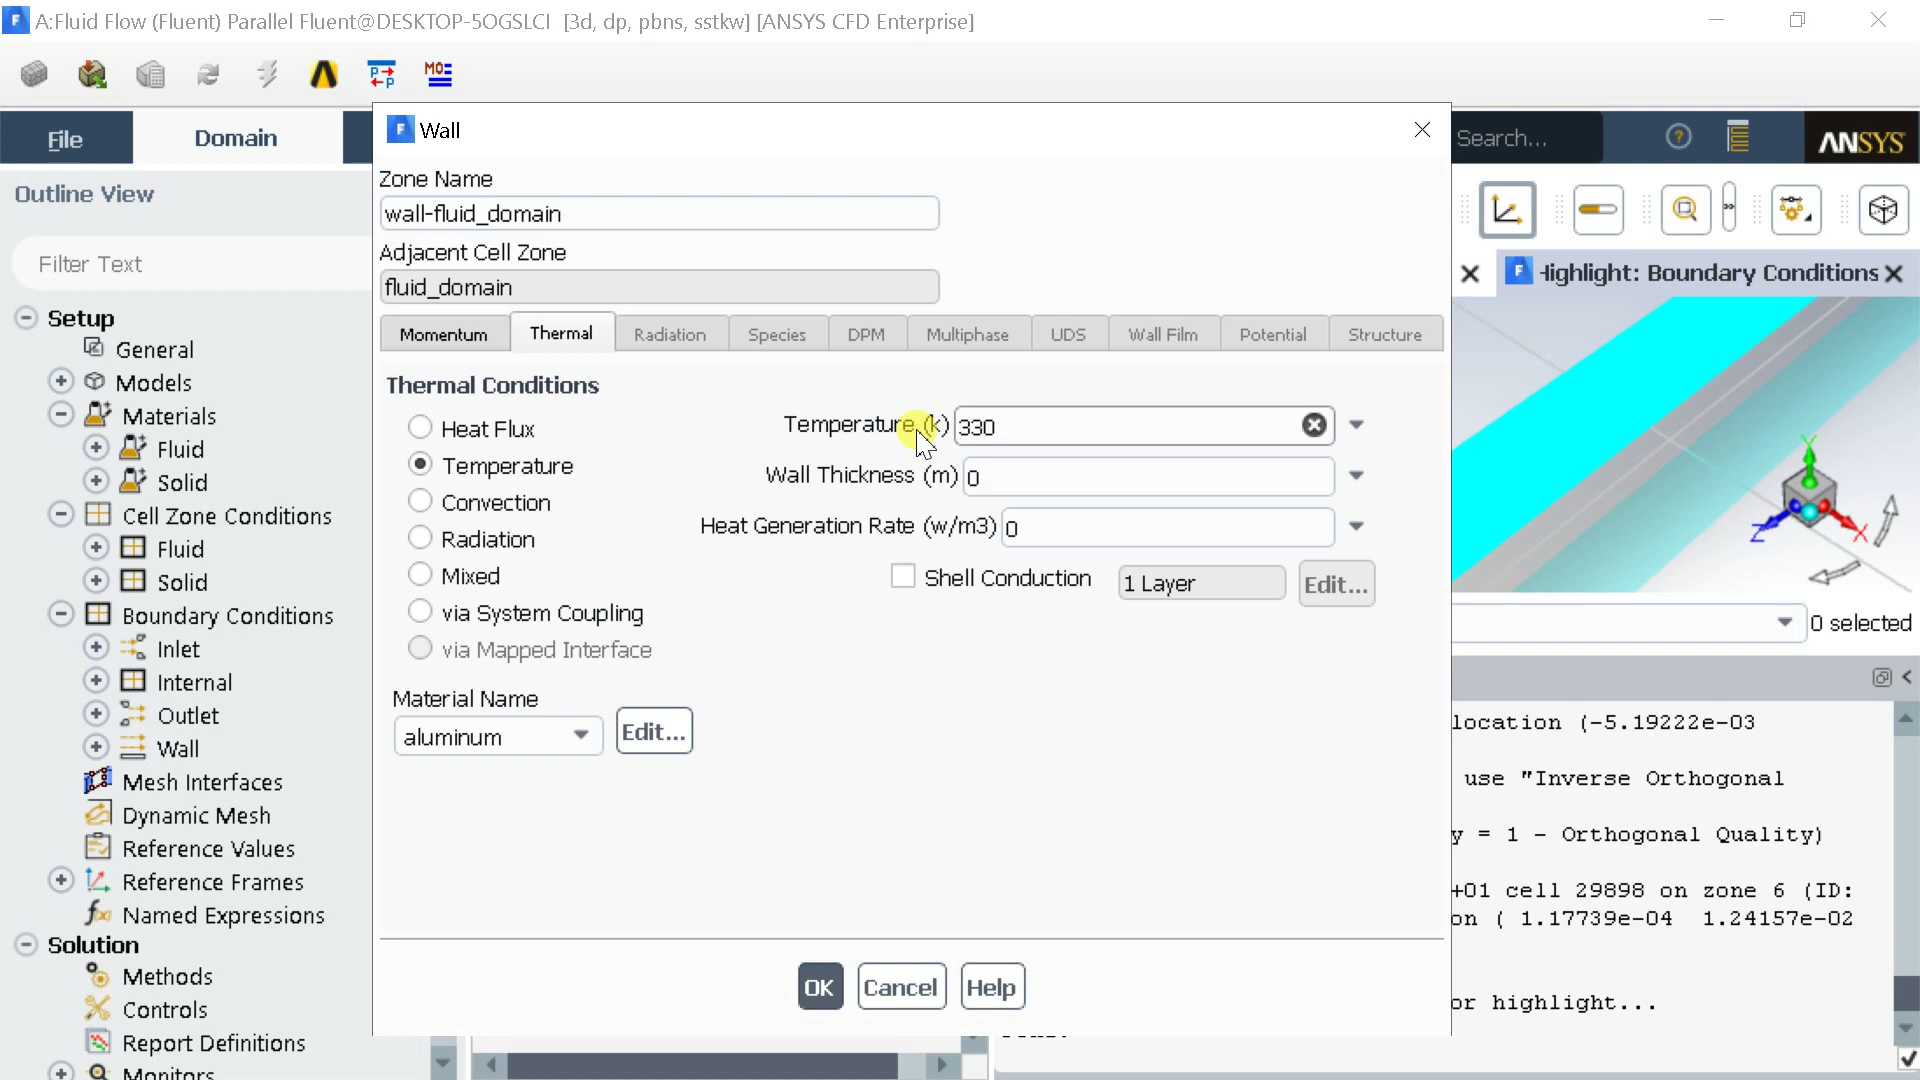 A:Fluid Flow (Fluent) Parallel Fluent@DESKTOP-5OGSLCI [3d, dp, pbns, sstkw] [ANSYS CFD Enterprise]
MO
File
Domain
Search...
ANSYS
Wall
Outline View
Filter Text
Zone Name
wall-fluid_domain
Adjacent Cell Zone
fluid_domain
Momentum Thermal Radiation Species DPM Multiphase UDS Wall Film Potential Structure
Highlight: Boundary Conditions
Setup
General
Models
Materials
Fluid
Solid
Cell Zone Conditions
Fluid
Solid
Boundary Conditions
Inlet
Internal
Outlet
Wall
Mesh Interfaces
Dynamic Mesh
Reference Values
Reference Frames
Named Expressions
Solution
Methods
Controls
Report Definitions
Monitors
Thermal Conditions
Heat Flux
Temperature
Convection
Radiation
Mixed
via System Coupling
via Mapped Interface
Temperature (k) 330
Wall Thickness (m) 0
Heat Generation Rate (w/m3) 0
Shell Conduction 1 Layer Edit...
Material Name
aluminum Edit...
OK Cancel Help
Y
Z X
0 selected
location (-5.19222e-03
use "Inverse Orthogonal
y = 1 - Orthogonal Quality)
+01 cell 29898 on zone 6 (ID:
on ( 1.17739e-04 1.24157e-02
or highlight...